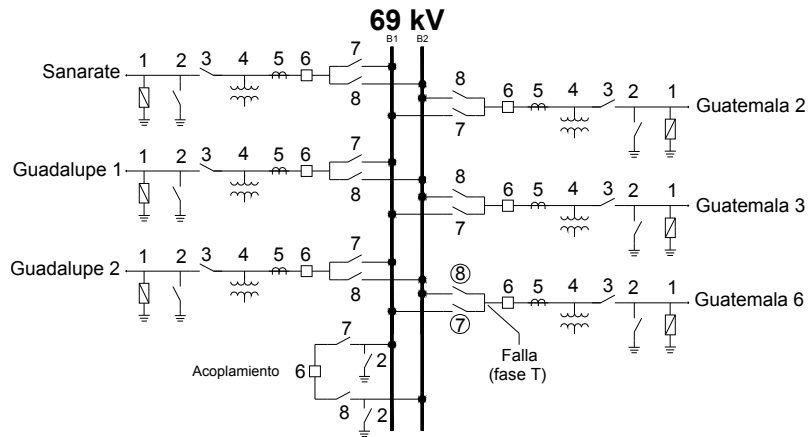 69 kV
B1 B2
1 2 3 4 5 6 7
Sanarate
8
8
6 5 4 3 2 1
Guatemala 2
7
1 2 3 4 5 6 7
Guadalupe 1
8
8
6 5 4 3 2 1
Guatemala 3
7
1 2 3 4 5 6 7
Guadalupe 2
8
8
6 5 4 3 2 1
Guatemala 6
7
Falla
(fase T)
7
2
Acoplamiento 6
8
2